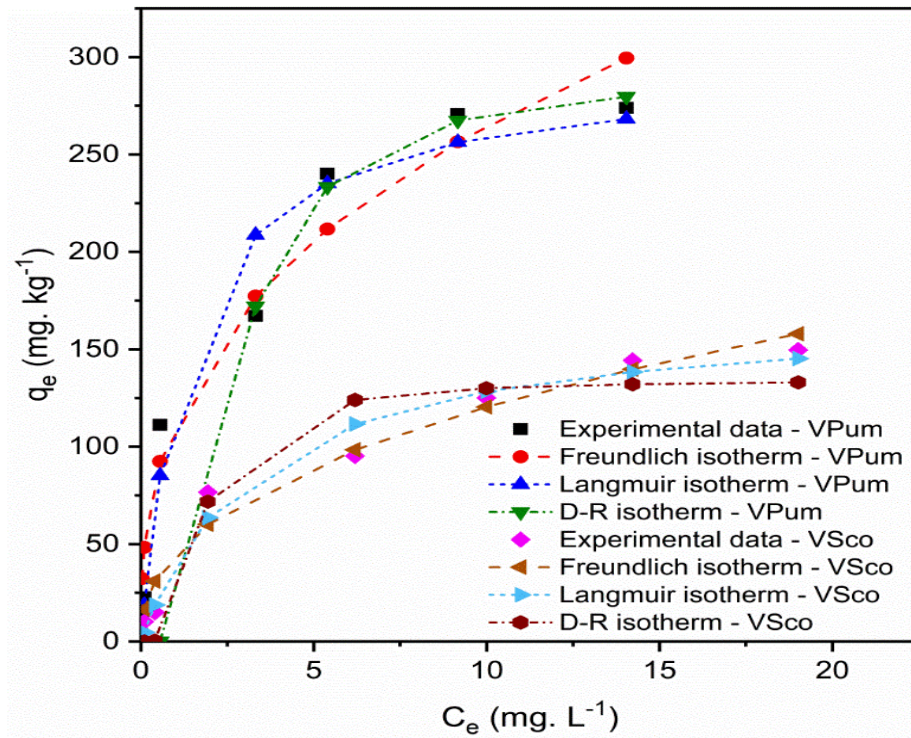 300
250
200
150
100
50
0
qe (mg. kg-1)
Experimental data - VPum
Freundlich isotherm - VPum
Langmuir isotherm - VPum
D-R isotherm - VPum
Experimental data - VSco
Freundlich isotherm - VSco
Langmuir isotherm - VSco
D-R isotherm - VSco
0 5 10 15 20
Ce (mg. L-1)